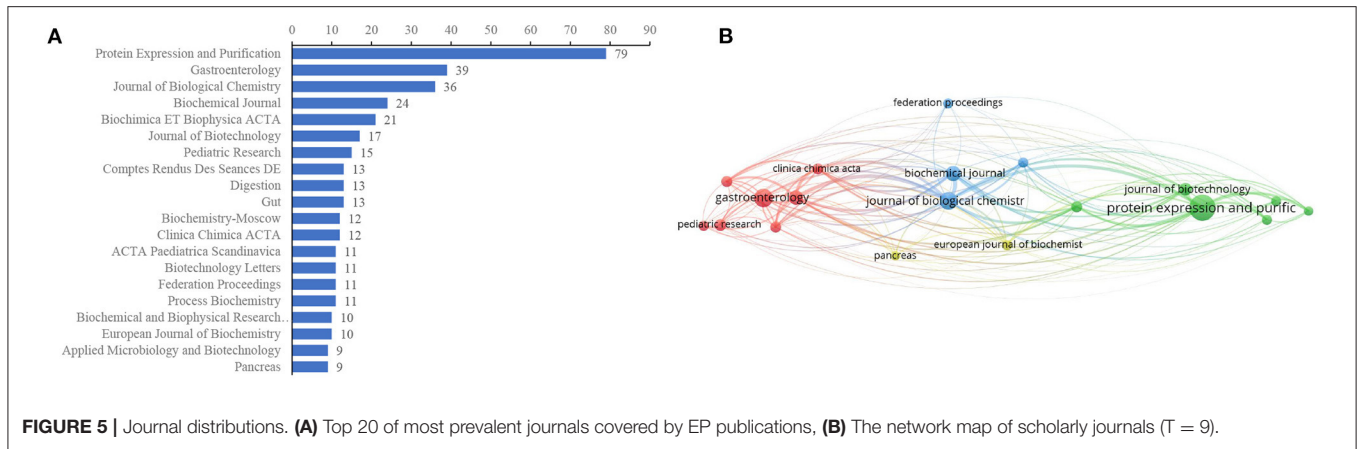 A
0 10 20 30 40 50 60 70 80 90
Protein Expression and Purification 79
Gastroenterology 39
Journal of Biological Chemistry 36
Biochemical Journal 24
Biochimica ET Biophysica ACTA 21
Journal of Biotechnology 17
Pediatric Research 15
Comptes Rendus Des Seances DE 13
Digestion 13
Gut 13
Biochemistry-Moscow 12
Clinica Chimica ACTA 12
ACTA Paediatrica Scandinavica 11
Biotechnology Letters 11
Federation Proceedings 11
Process Biochemistry 11
Biochemical and Biophysical Research.. 10
European Journal of Biochemistry 10
Applied Microbiology and Biotechnology 9
Pancreas 9
B
federation proceedings
clinica chimica acta
biochemical journal
journal of biotechnology
gastroenterology
journal of biological chemistr
protein expression and purific
pediatric research
european journal of biochemist
pancreas
FIGURE 5 | Journal distributions. (A) Top 20 of most prevalent journals covered by EP publications, (B) The network map of scholarly journals (T = 9).